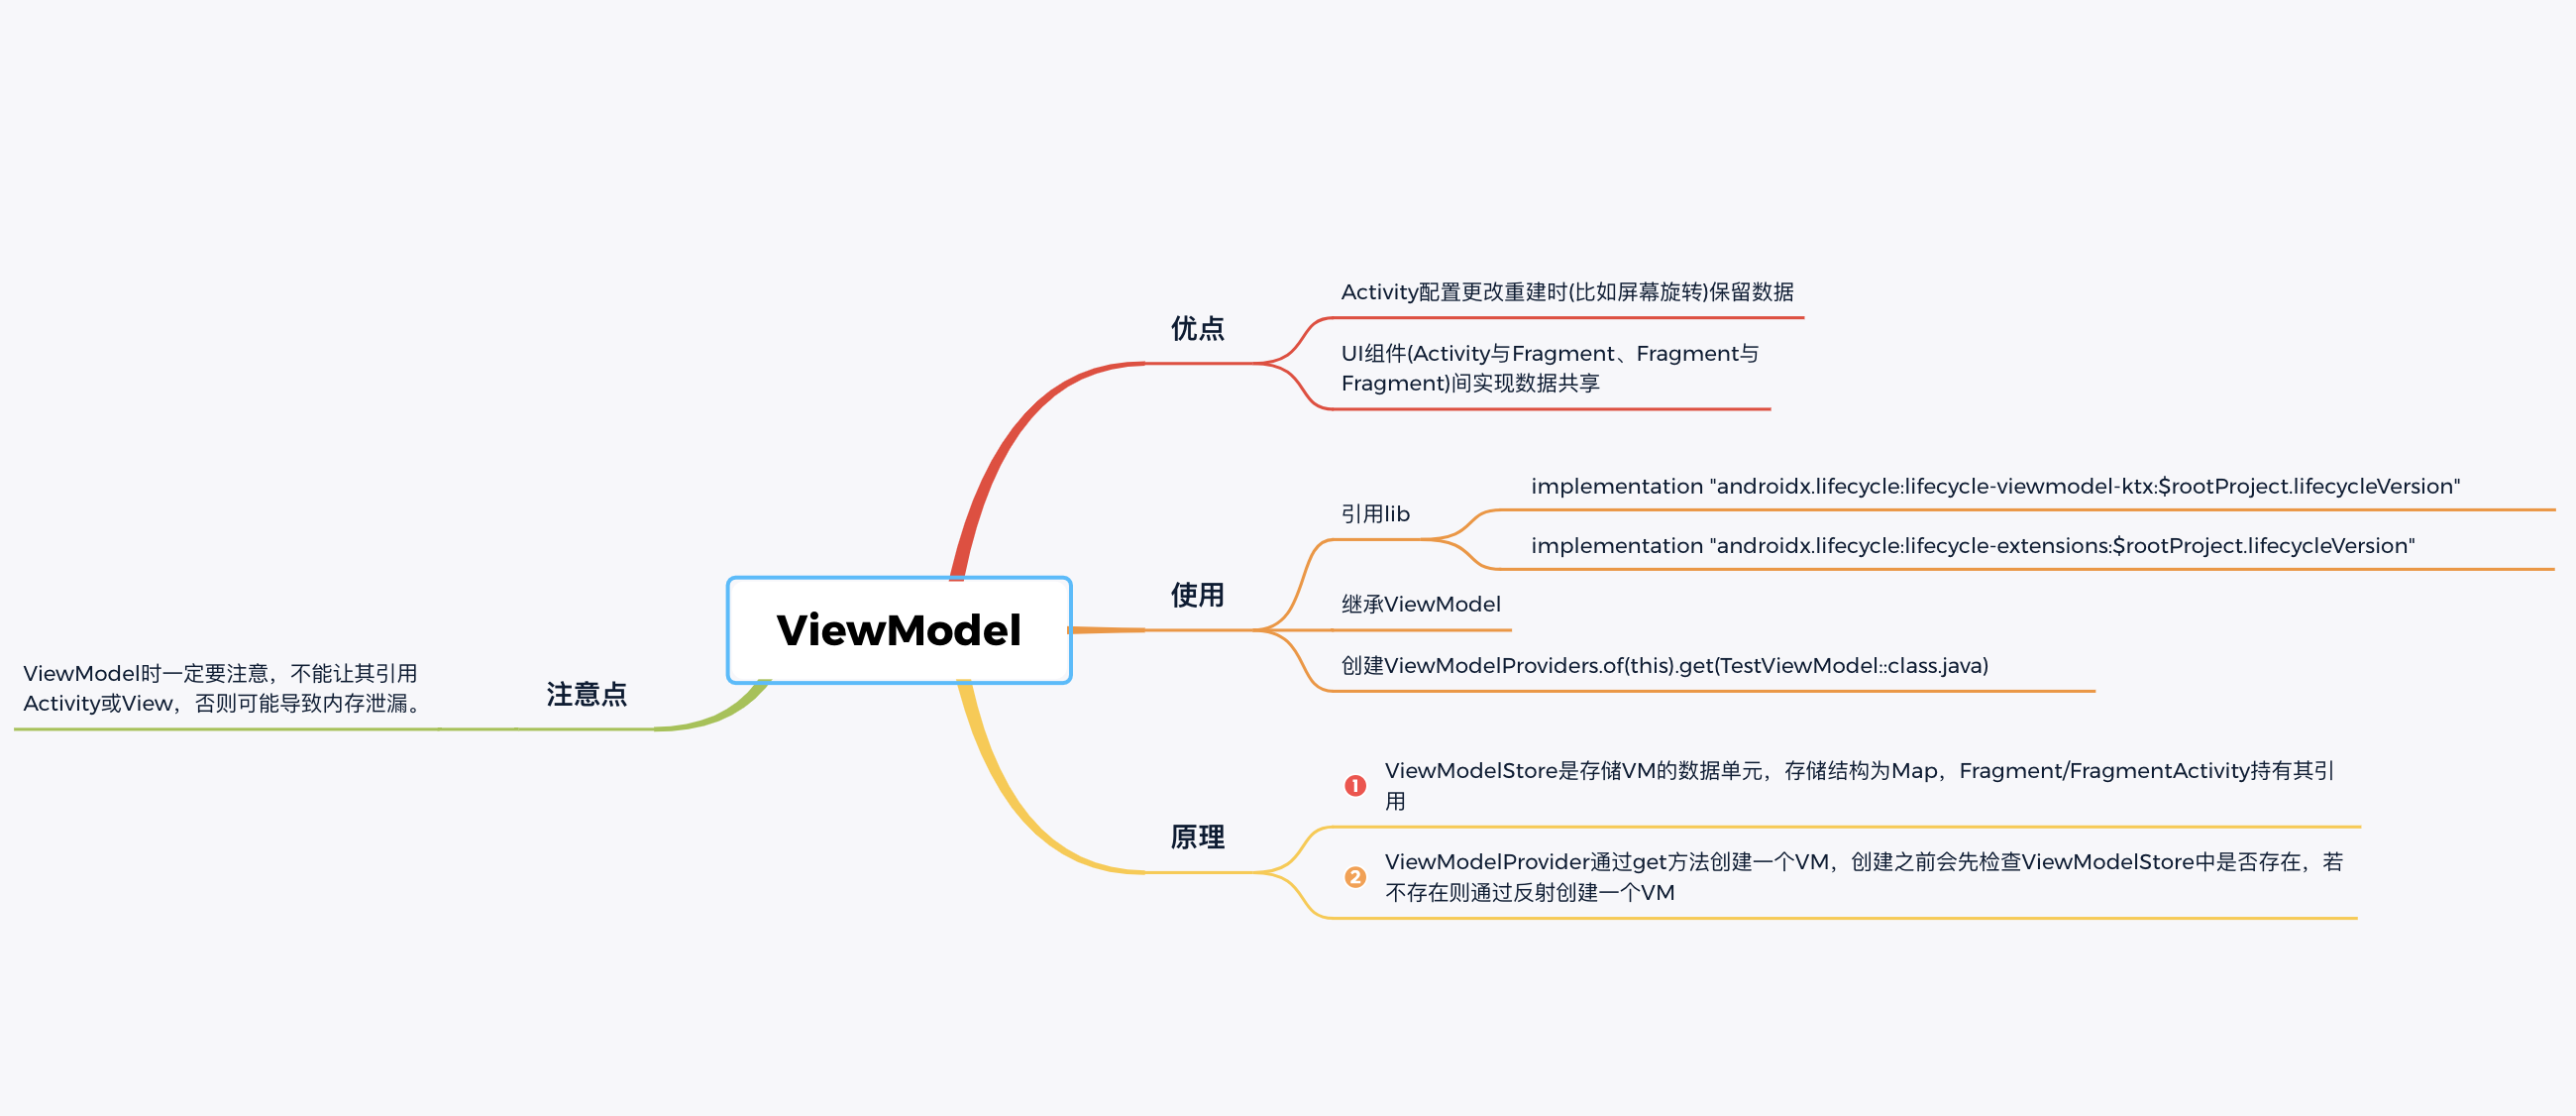 ViewModel
优点
Activity配置更改重建时(比如屏幕旋转)保留数据
UI组件(Activity与Fragment、Fragment与
Fragment)间实现数据共享
使用
引用lib
implementation "androidx.lifecycle:lifecycle-viewmodel-ktx:$rootProject.lifecycleVersion"
implementation "androidx.lifecycle:lifecycle-extensions:$rootProject.lifecycleVersion"
继承ViewModel
创建ViewModelProviders.of(this).get(TestViewModel::class.java)
原理
1 ViewModelStore是存储VM的数据单元，存储结构为Map，Fragment/FragmentActivity持有其引
用
2 ViewModelProvider通过get方法创建一个VM，创建之前会先检查ViewModelStore中是否存在，若
不存在则通过反射创建一个VM
注意点
ViewModel时一定要注意，不能让其引用
Activity或View，否则可能导致内存泄漏。